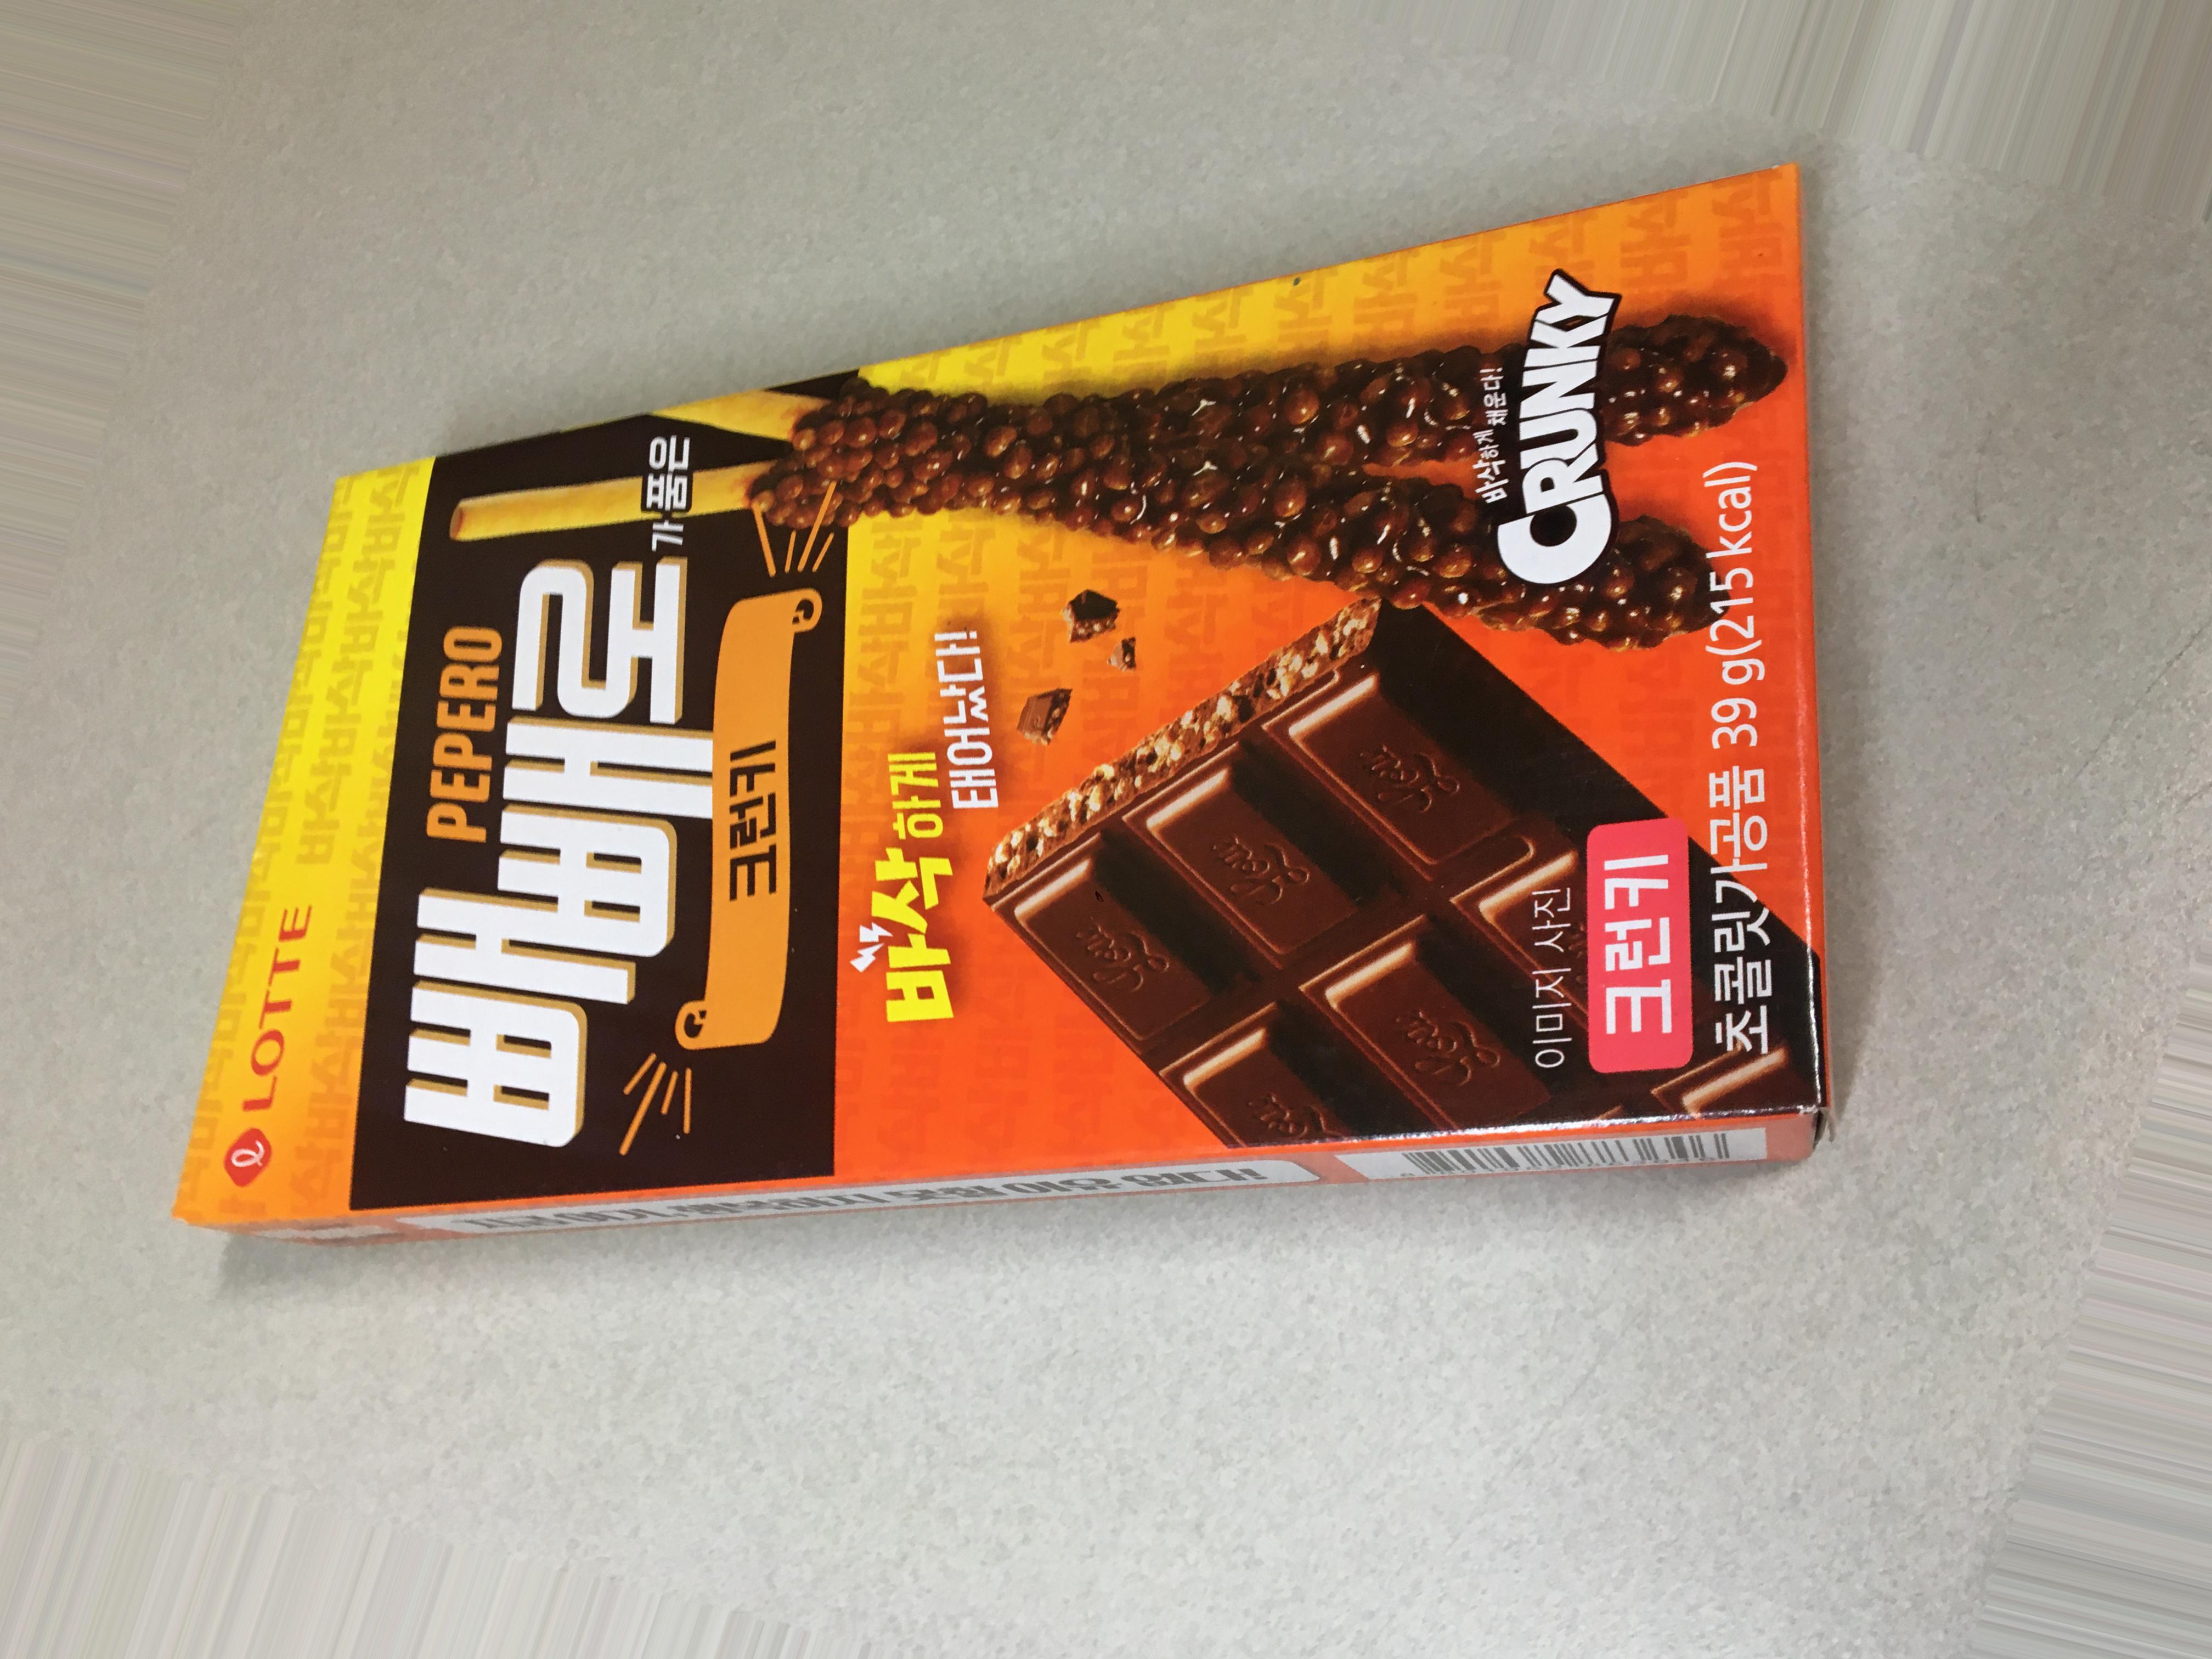 LOTTE
PEPERO
빼빼로가 품은
크런키
바삭하게
태어났다!
바삭하게 채운다!
CRUNKY
이미지 사진
크런키
초콜릿가공품 39 g(215 kcal)